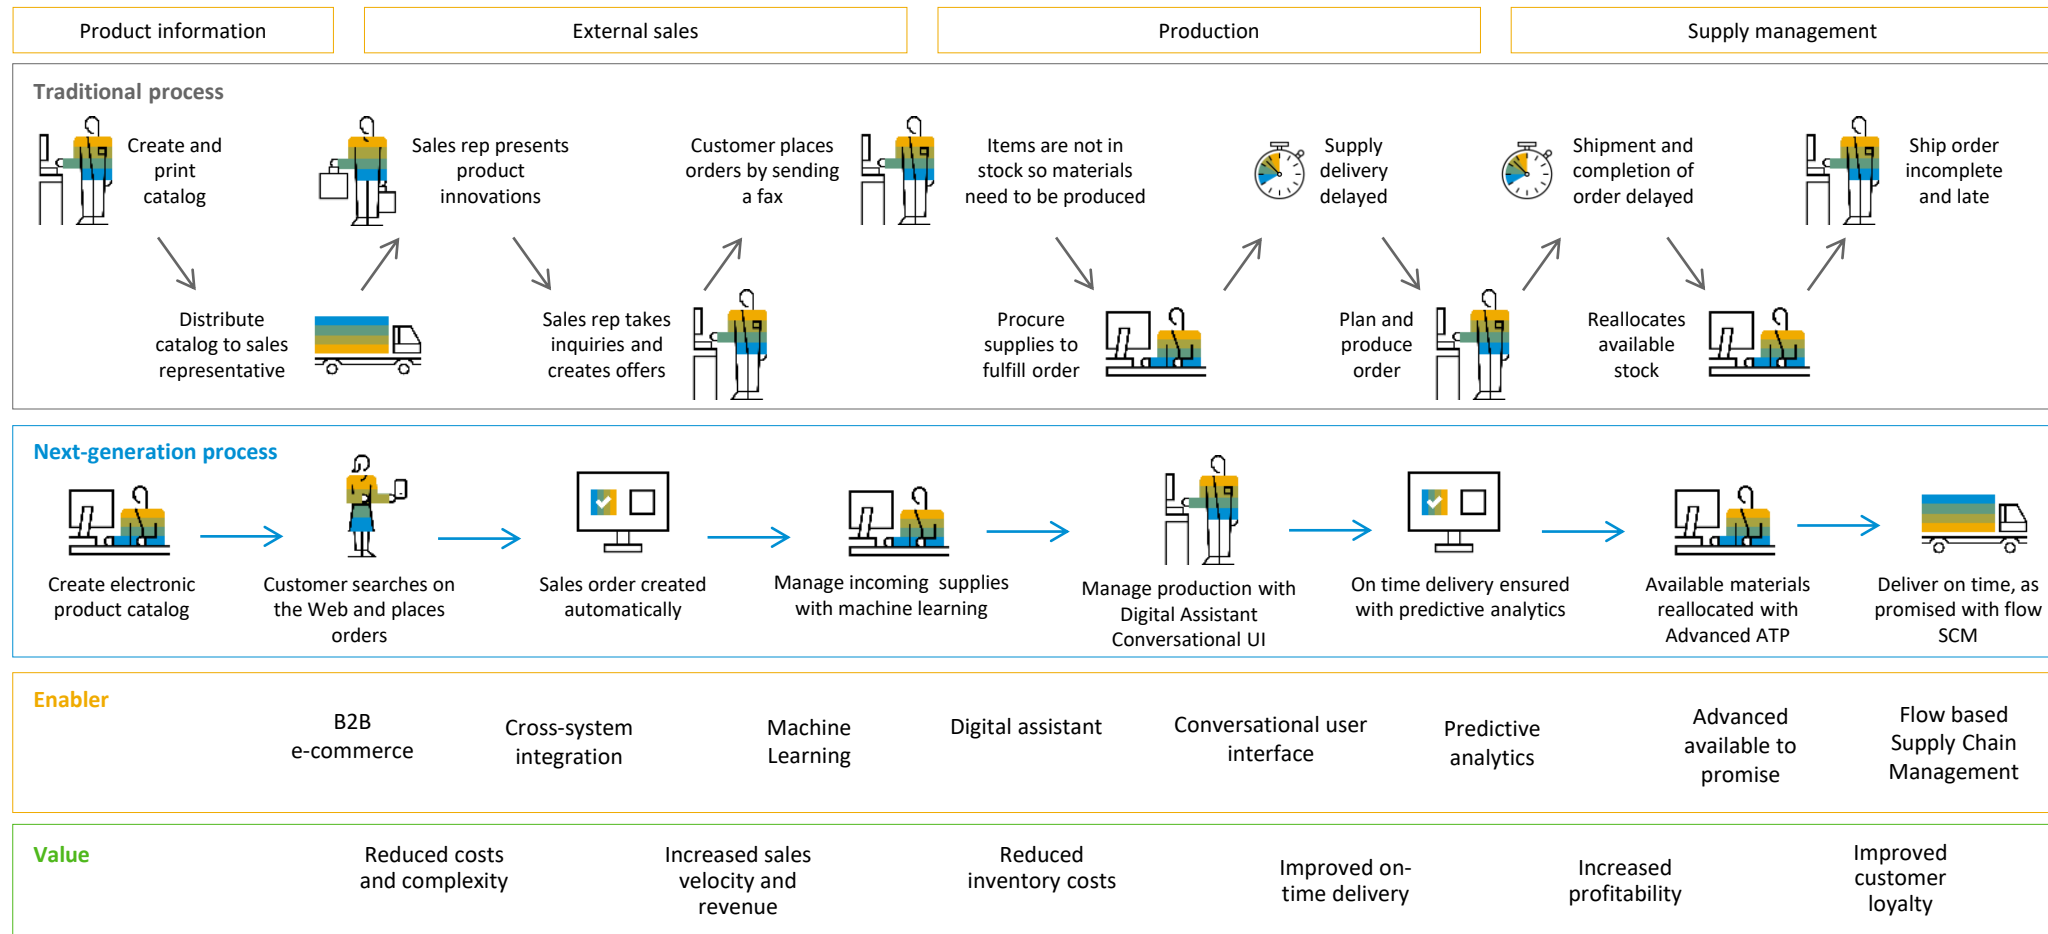 Product information
External sales
Production
Supply management
Traditional process
Create and
print
catalog
Sales rep presents
product
innovations
Customer places
orders by sending
a fax
Items are not in
stock so materials
need to be produced
Supply
delivery
delayed
Shipment and
completion of
order delayed
Ship order
incomplete
and late
Distribute
catalog to sales
representative
Sales rep takes
inquiries and
creates offers
Procure
supplies to
fulfill order
Plan and
produce
order
Reallocates
available
stock
Next-generation process
Create electronic
product catalog
Customer searches on
the Web and places
orders
Sales order created
automatically
Manage incoming  supplies
with machine learning
Manage production with
Digital Assistant
Conversational UI
On time delivery ensured
with predictive analytics
Available materials
reallocated with
Advanced ATP
Deliver on time, as
promised with flow
SCM
Enabler
B2B
e-commerce
Cross-system
integration
Machine
Learning
Digital assistant
Conversational user
interface
Predictive
analytics
Advanced
available to
promise
Flow based
Supply Chain
Management
Value
Reduced costs
and complexity
Increased sales
velocity and
revenue
Reduced
inventory costs
Improved on-
time delivery
Increased
profitability
Improved
customer
loyalty